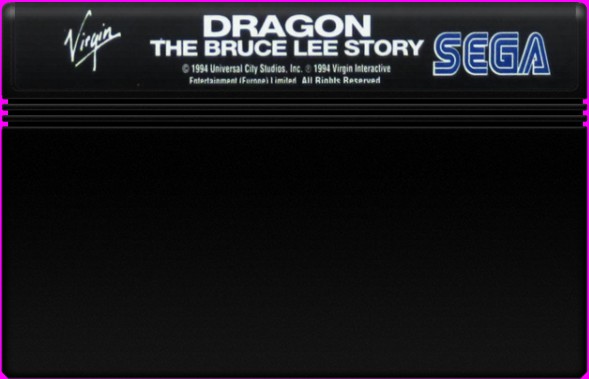 Virgin
DRAGON
THE BRUCE LEE STORY
SEGA
© 1994 Universal City Studios, Inc. © 1994 Virgin Interactive
Entertainment (Europe) Limited. All Rights Reserved